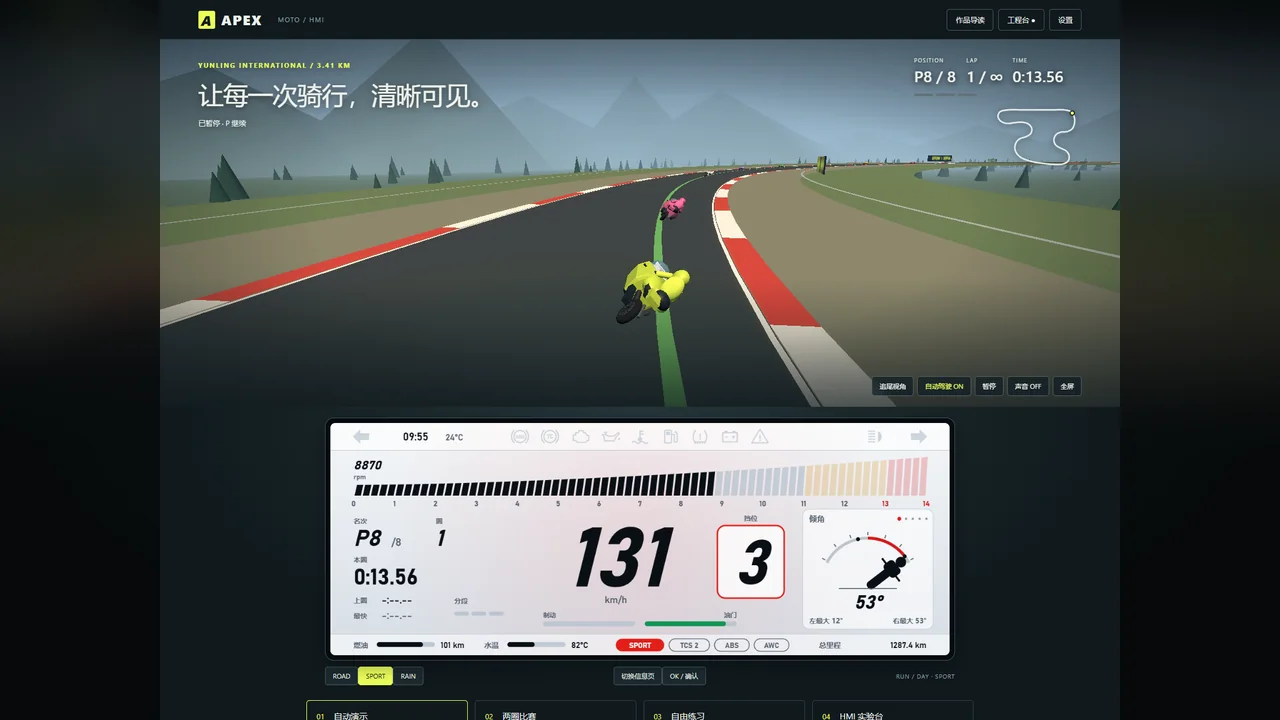 A APEX MOTO / HMI 作品导读 工程台 设置
YUNLING INTERNATIONAL / 3.41 KM
让每一次骑行，清晰可见。
已暂停 · P 继续
POSITION LAP TIME
P8 / 8 1 / ∞ 0:13.56
追尾视角 自动驾驶 ON 暂停 声音 OFF 全屏
09:55 24°C
8870
rpm
0 1 2 3 4 5 6 7 8 9 10 11 12 13 14
名次 圈
P8 /8 1
本圈
0:13.56
上圈 -:--.--
最快 -:--.--
分段
131
km/h
制动 油门
挡位
3
倾角
53°
左最大 12° 右最大 53°
燃油 101 km 水温 82°C SPORT TCS 2 ABS AWC 总里程 1287.4 km
ROAD SPORT RAIN 切换信息页 OK / 确认 RUN / DAY · SPORT
01 自动演示 02 两圈比赛 03 自由练习 04 HMI 实验台